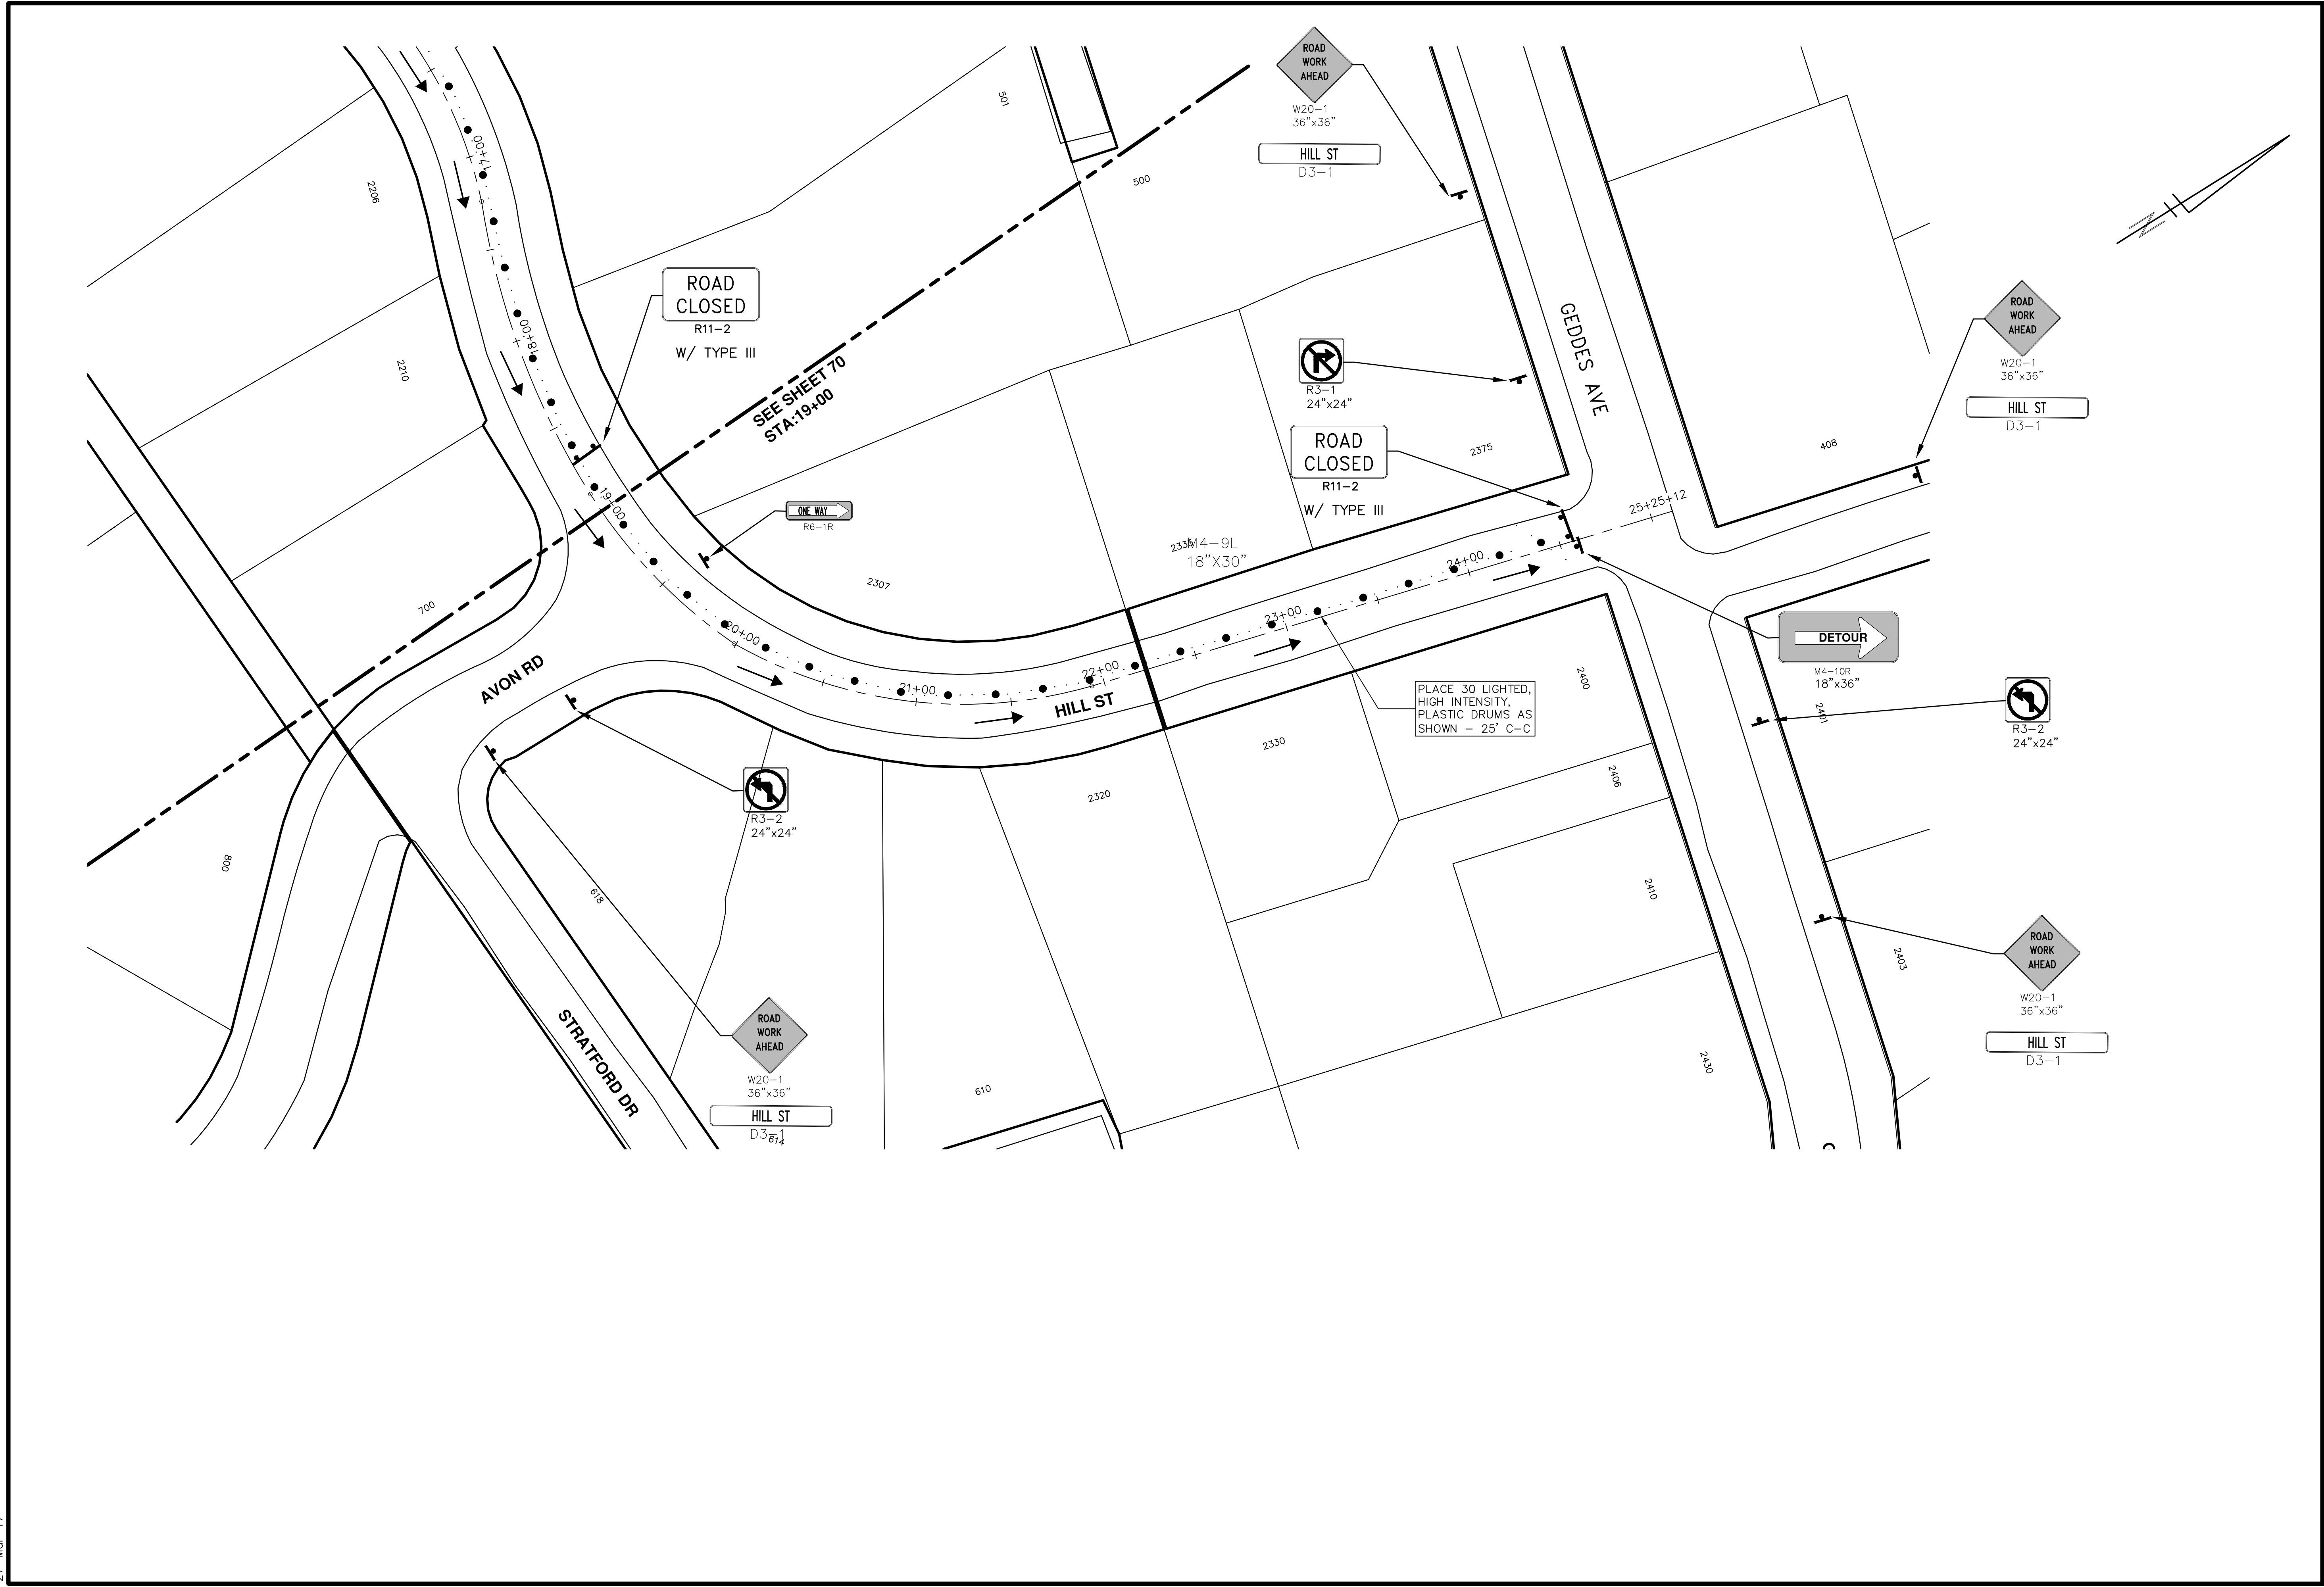 ROAD
WORK
AHEAD
W20-1
36"x36"
HILL ST
D3-1
501
500
17+00
2206
2210
18+00
ROAD
CLOSED
R11-2
W/ TYPE III
SEE SHEET 70
STA:19+00
19+00
ONE WAY
R6-1R
R3-1
24"x24"
ROAD
CLOSED
R11-2
W/ TYPE III
GEDDES AVE
2375
408
N
ROAD
WORK
AHEAD
W20-1
36"x36"
HILL ST
D3-1
25+25+12
24+00
M4-9L
18"X30"
2307
700
20+00
23+00
22+00
21+00
HILL ST
AVON RD
DETOUR
M4-10R
18"x36"
2401
R3-2
24"x24"
PLACE 30 LIGHTED,
HIGH INTENSITY,
PLASTIC DRUMS AS
SHOWN - 25' C-C
2400
2330
2406
2320
R3-2
24"x24"
800
618
2410
2403
ROAD
WORK
AHEAD
W20-1
36"x36"
HILL ST
D3-1
STRATFORD DR
ROAD
WORK
AHEAD
W20-1
36"x36"
HILL ST
D3-1
614
610
2430